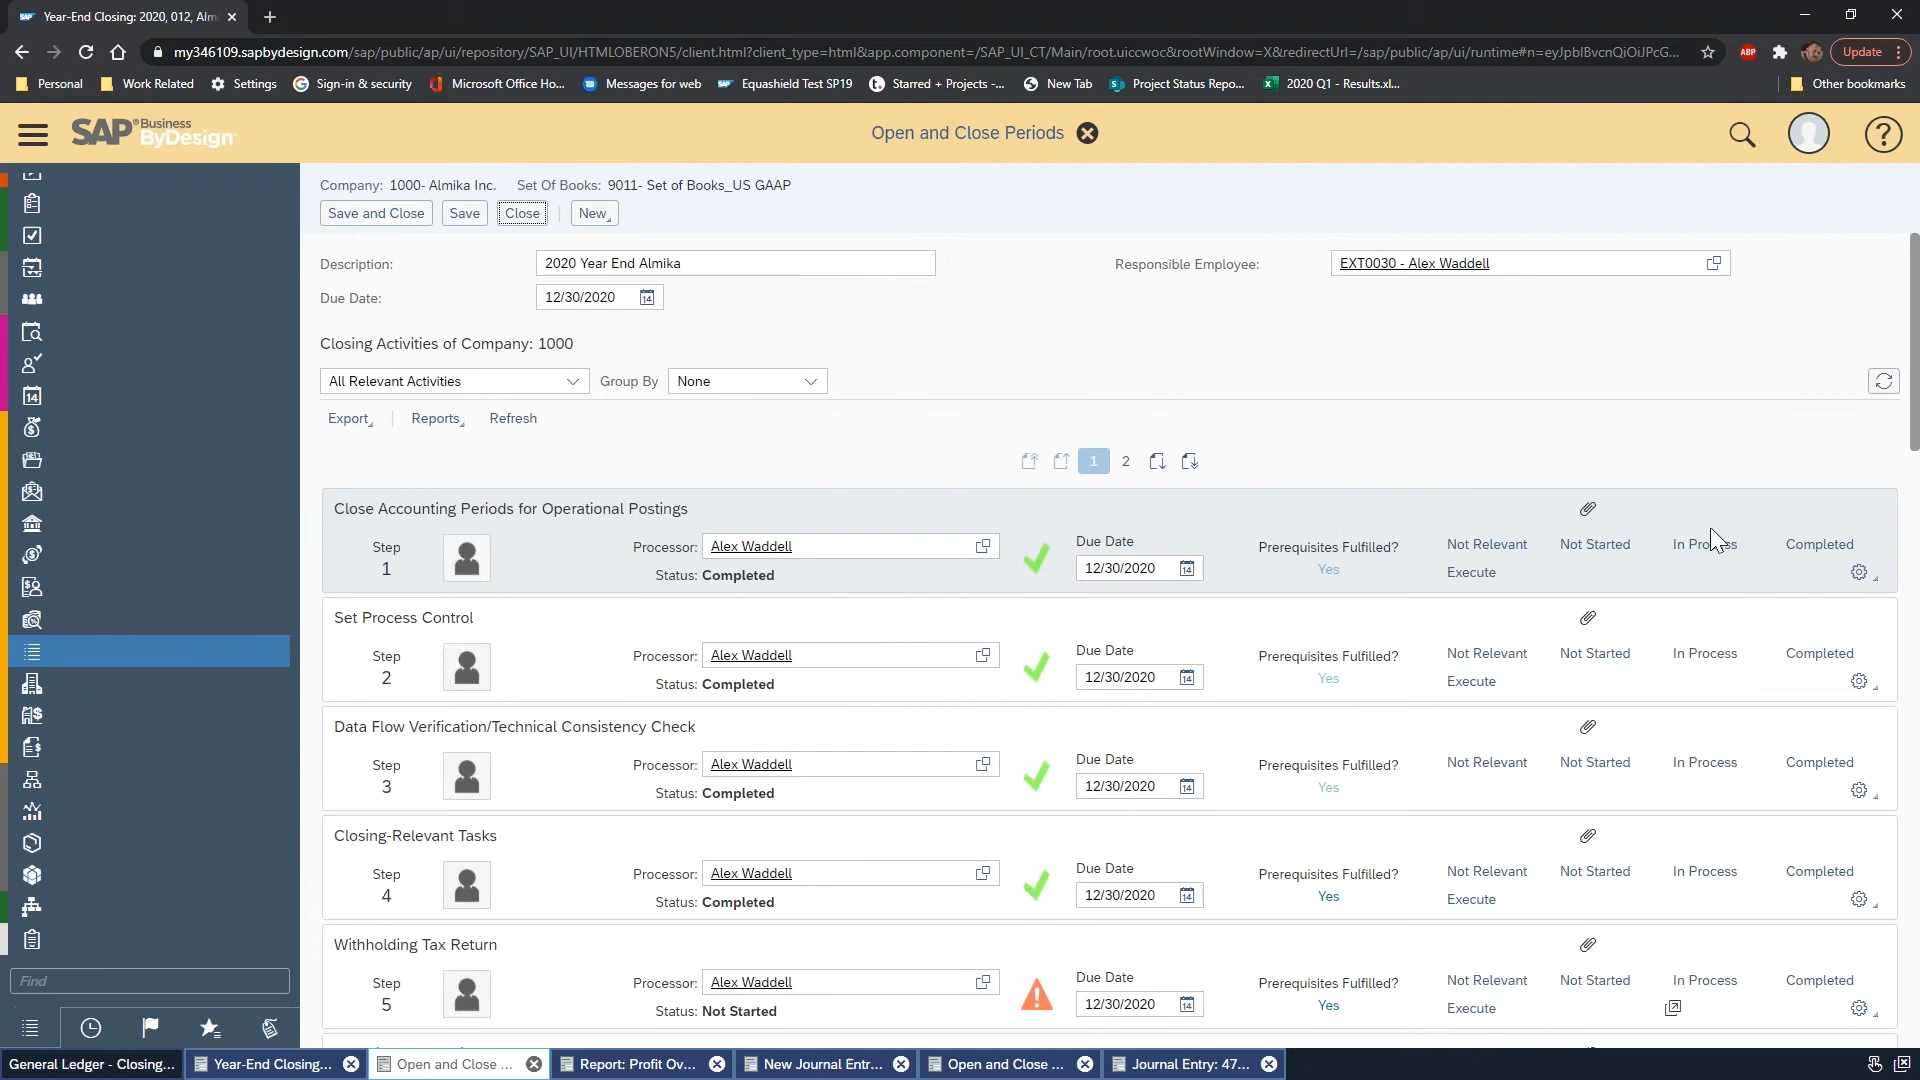 Year-End Closing: 2020, 012, Alm
my346109.sapbydesign.com/sap/public/ap/ui/repository/SAP_UI/HTMLOBERON5/client.html?client_type=html&app.component=/SAP_UI_CT/Main/root.uiccwoc&rootWindow=X&redirectUrl=/sap/public/ap/ui/runtime#n=eyJpbIBvcnQiOiJPcG...
ABP
Update
Personal
Work Related
Settings
Sign-in & security
Microsoft Office Ho...
Messages for web
Equashield Test SP19
Starred + Projects -...
New Tab
Project Status Repo...
2020 Q1 - Results.xl...
Other bookmarks
SAP Business ByDesign
Open and Close Periods
Company: 1000- Almika Inc. Set Of Books: 9011- Set of Books_US GAAP
Save and Close Save Close New
Description: 2020 Year End Almika
Responsible Employee: EXT0030 - Alex Waddell
Due Date: 12/30/2020
Closing Activities of Company: 1000
All Relevant Activities Group By None
Export Reports Refresh
1 2
Close Accounting Periods for Operational Postings
Step 1
Processor: Alex Waddell
Status: Completed
Due Date
12/30/2020
Prerequisites Fulfilled?
Yes
Not Relevant Not Started In Process Completed
Execute
Set Process Control
Step 2
Processor: Alex Waddell
Status: Completed
Due Date
12/30/2020
Prerequisites Fulfilled?
Yes
Not Relevant Not Started In Process Completed
Execute
Data Flow Verification/Technical Consistency Check
Step 3
Processor: Alex Waddell
Status: Completed
Due Date
12/30/2020
Prerequisites Fulfilled?
Yes
Not Relevant Not Started In Process Completed
Closing-Relevant Tasks
Step 4
Processor: Alex Waddell
Status: Completed
Due Date
12/30/2020
Prerequisites Fulfilled?
Yes
Not Relevant Not Started In Process Completed
Execute
Withholding Tax Return
Step 5
Processor: Alex Waddell
Status: Not Started
Due Date
12/30/2020
Prerequisites Fulfilled?
Yes
Not Relevant Not Started In Process Completed
Execute
Find
General Ledger - Closing...
Year-End Closing...
Open and Close ...
Report: Profit Ov...
New Journal Entr...
Open and Close ...
Journal Entry: 47...